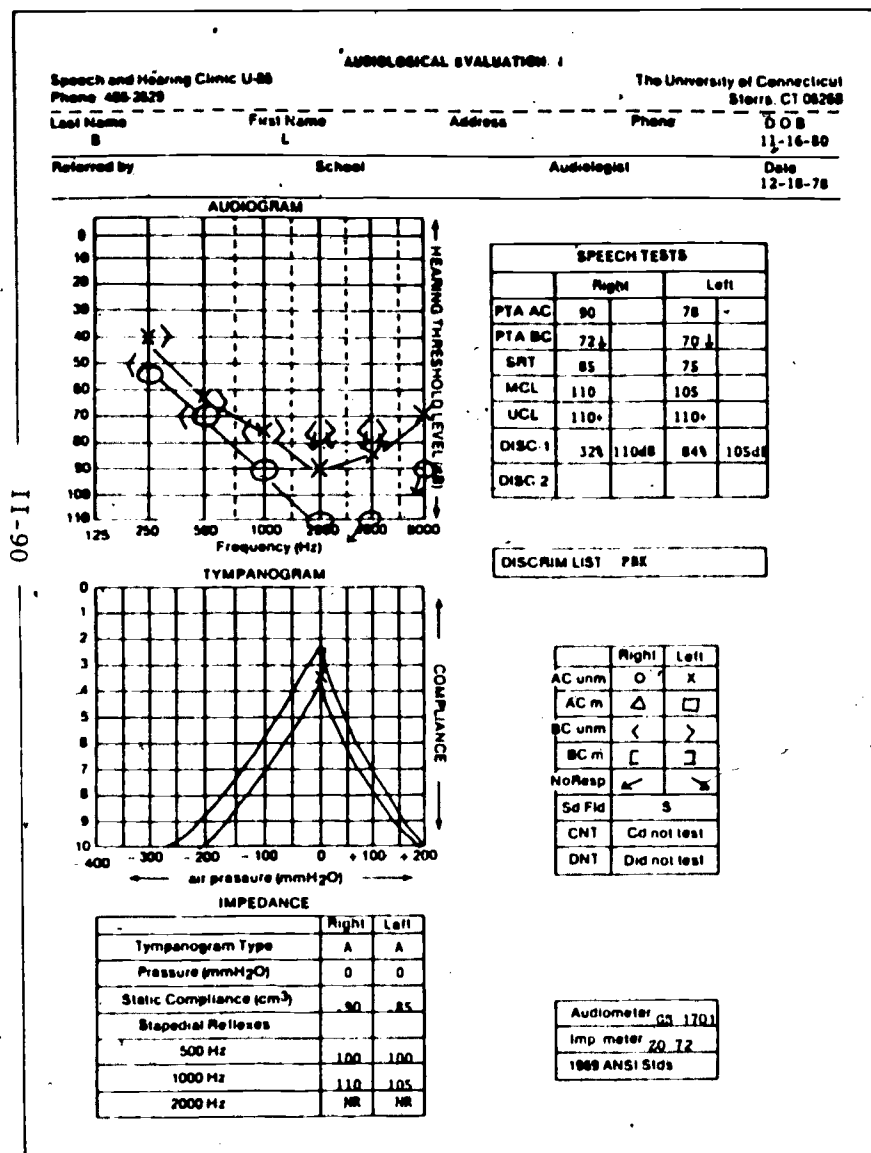 AUDIOLOGICAL EVALUATION
Speech and Hearing Clinic U-85 The University of Connecticut
Phone 486-2629 Storrs, CT 06268
Last Name First Name Address Phone D O B
B L 11-16-80
Referred by School Audiologist Date
12-18-78
AUDIOGRAM
0
10
20
30
40
50
60
70
80
90
100
110
HEARING THRESHOLD LEVEL (dB)
125 250 500 1000 2000 8000
Frequency (Hz)
SPEECH TESTS
Right Left
PTA AC 90 78 -
PTA BC 72↓ 70↓
SRT 85 75
MCL 110 105
UCL 110+ 110+
DISC 1 32% 110dB 84% 105dB
DISC 2
DISCRIM LIST PBK
II-90
TYMPANOGRAM
0
1
2
3
4
5
6
7
8
9
10
COMPLIANCE
-400 -300 -200 -100 0 +100 +200
air pressure (mmH2O)
Right Left
AC unm O X
AC m △ □
BC unm < >
BC m [ ]
NoResp ↙ ↘
Sd Fld S
CNT Cd not test
DNT Did not test
IMPEDANCE
Right Left
Tympanogram Type A A
Pressure (mmH2O) 0 0
Static Compliance (cm3) .90 .85
Stapedial Reflexes
500 Hz 100 100
1000 Hz 110 105
2000 Hz NR NR
Audiometer GS 1701
Imp meter ZO 72
1969 ANSI Stds